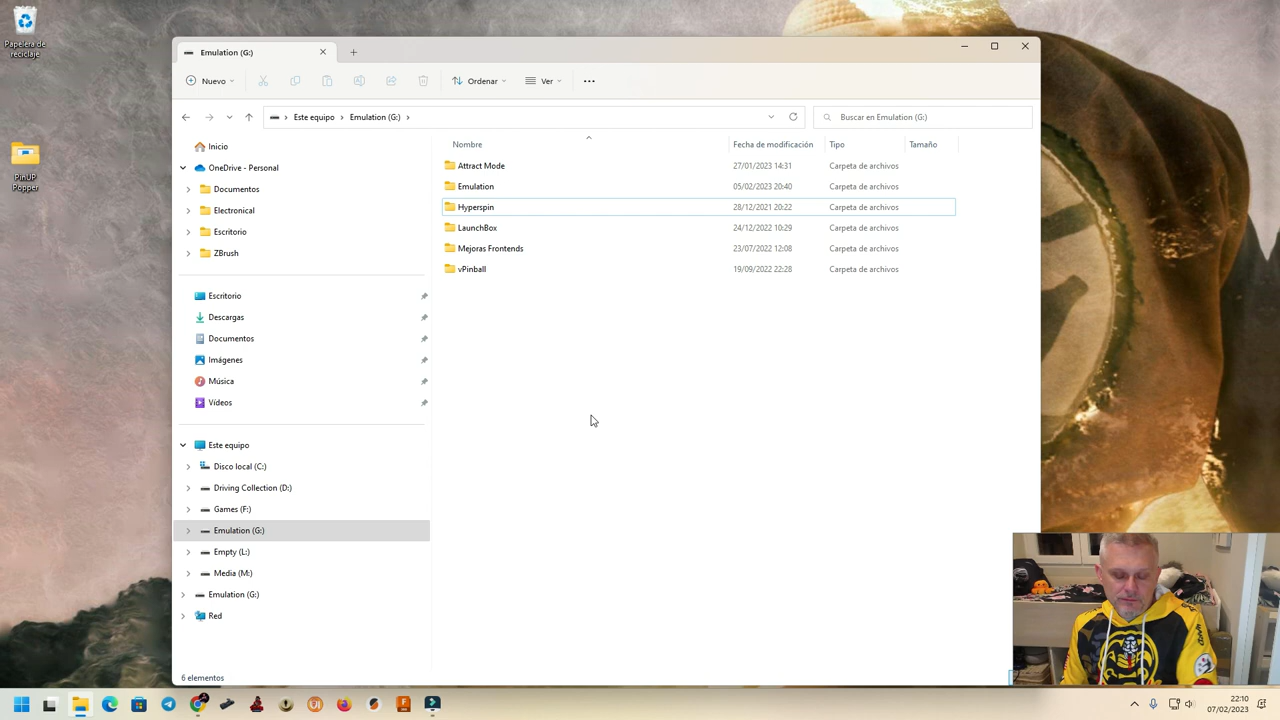 Papelera de
reciclaje
PinUP
Popper
Emulation (G:)
Nuevo
Ordenar
Ver
Este equipo
Emulation (G:)
Buscar en Emulation (G:)
Inicio
OneDrive - Personal
Documentos
Electronical
Escritorio
ZBrush
Escritorio
Descargas
Documentos
Imágenes
Música
Vídeos
Este equipo
Disco local (C:)
Driving Collection (D:)
Games (F:)
Emulation (G:)
Empty (L:)
Media (M:)
Emulation (G:)
Red
Nombre Fecha de modificación Tipo Tamaño
Attract Mode 27/01/2023 14:31 Carpeta de archivos
Emulation 05/02/2023 20:40 Carpeta de archivos
Hyperspin 28/12/2021 20:22 Carpeta de archivos
LaunchBox 24/12/2022 10:29 Carpeta de archivos
Mejoras Frontends 23/07/2022 12:08 Carpeta de archivos
vPinball 19/09/2022 22:28 Carpeta de archivos
6 elementos
22:10
07/02/2023